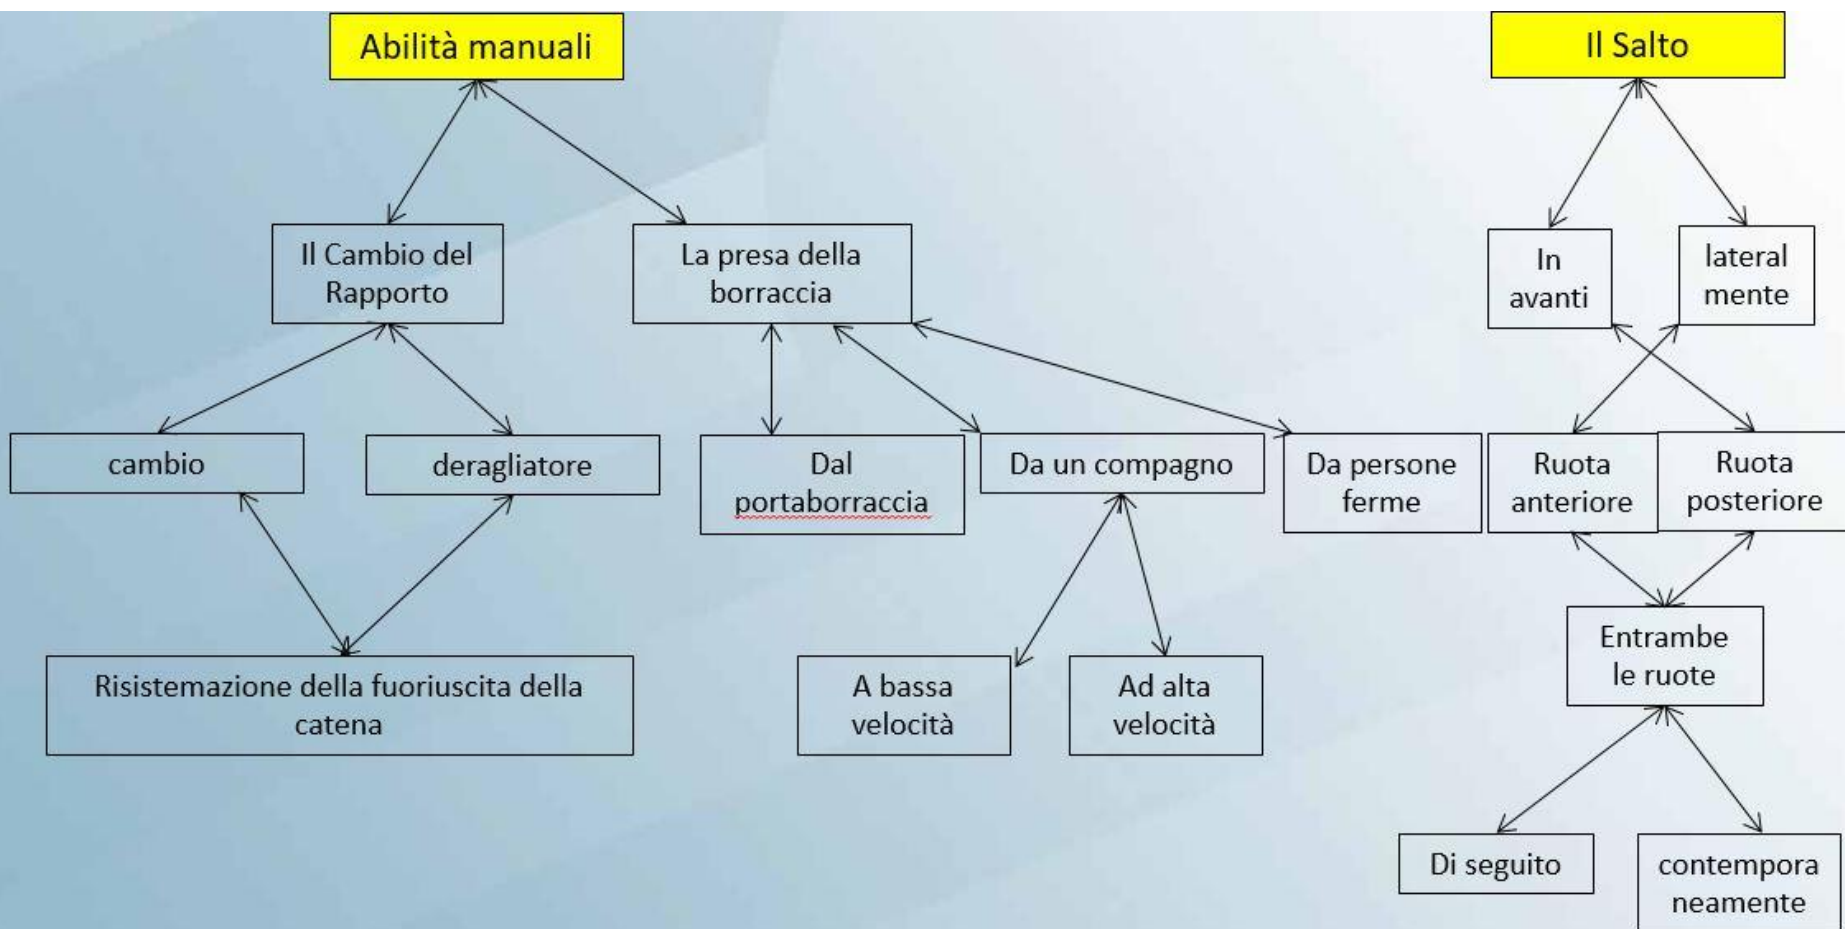 Abilità manuali
Il Salto
Il Cambio del
Rapporto
La presa della
borraccia
In
avanti
lateral
mente
cambio
deragliatore
Dal
portaborraccia
Da un compagno
Da persone
ferme
Ruota
anteriore
Ruota
posteriore
Entrambe
le ruote
Risistemazione della fuoriuscita della
catena
A bassa
velocità
Ad alta
velocità
Di seguito
contempora
neamente